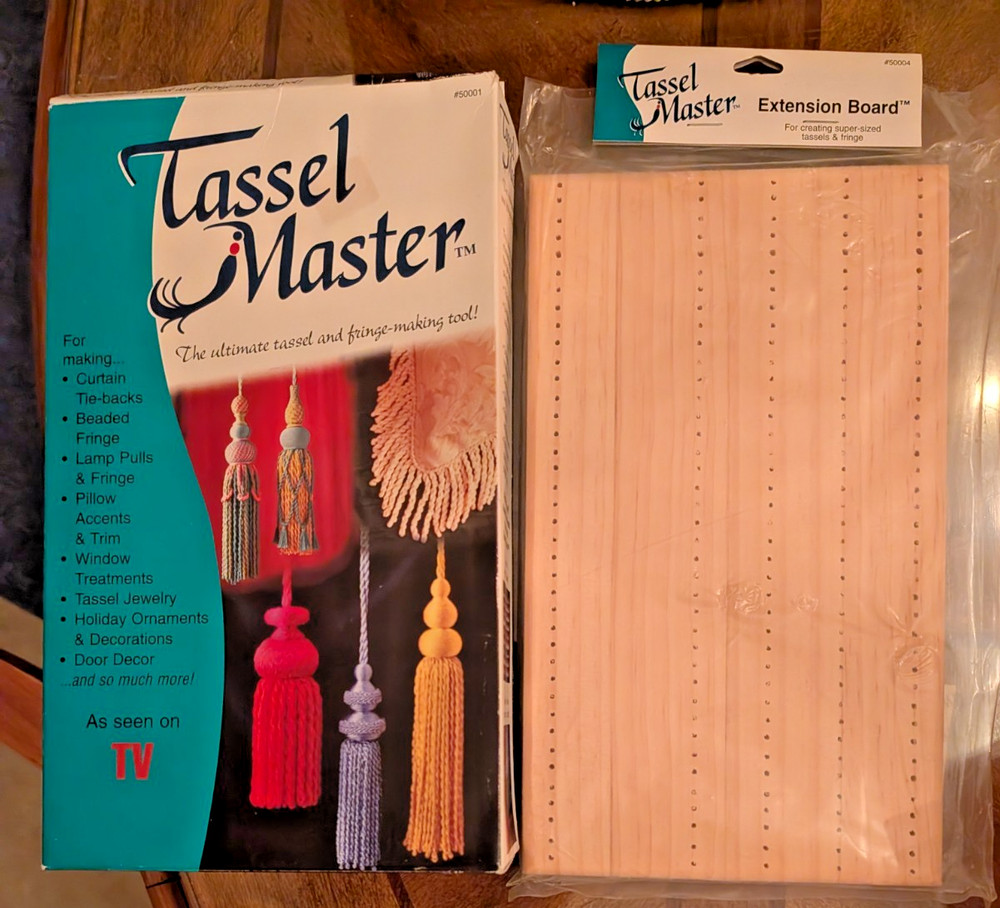 #50001
Tassel
Master™
The ultimate tassel and fringe-making tool!
For
making...
• Curtain
Tie-backs
• Beaded
Fringe
• Lamp Pulls
& Fringe
• Pillow
Accents
& Trim
• Window
Treatments
• Tassel Jewelry
• Holiday Ornaments
& Decorations
• Door Decor
...and so much more!
As seen on
TV
#50004
Tassel
Master™
Extension Board™
For creating super-sized
tassels & fringe